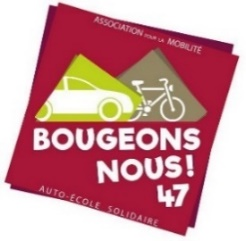 ASSOCIATION POUR LA MOBILITÉ
BOUGEONS
NOUS!
47
AUTO-ÉCOLE SOLIDAIRE